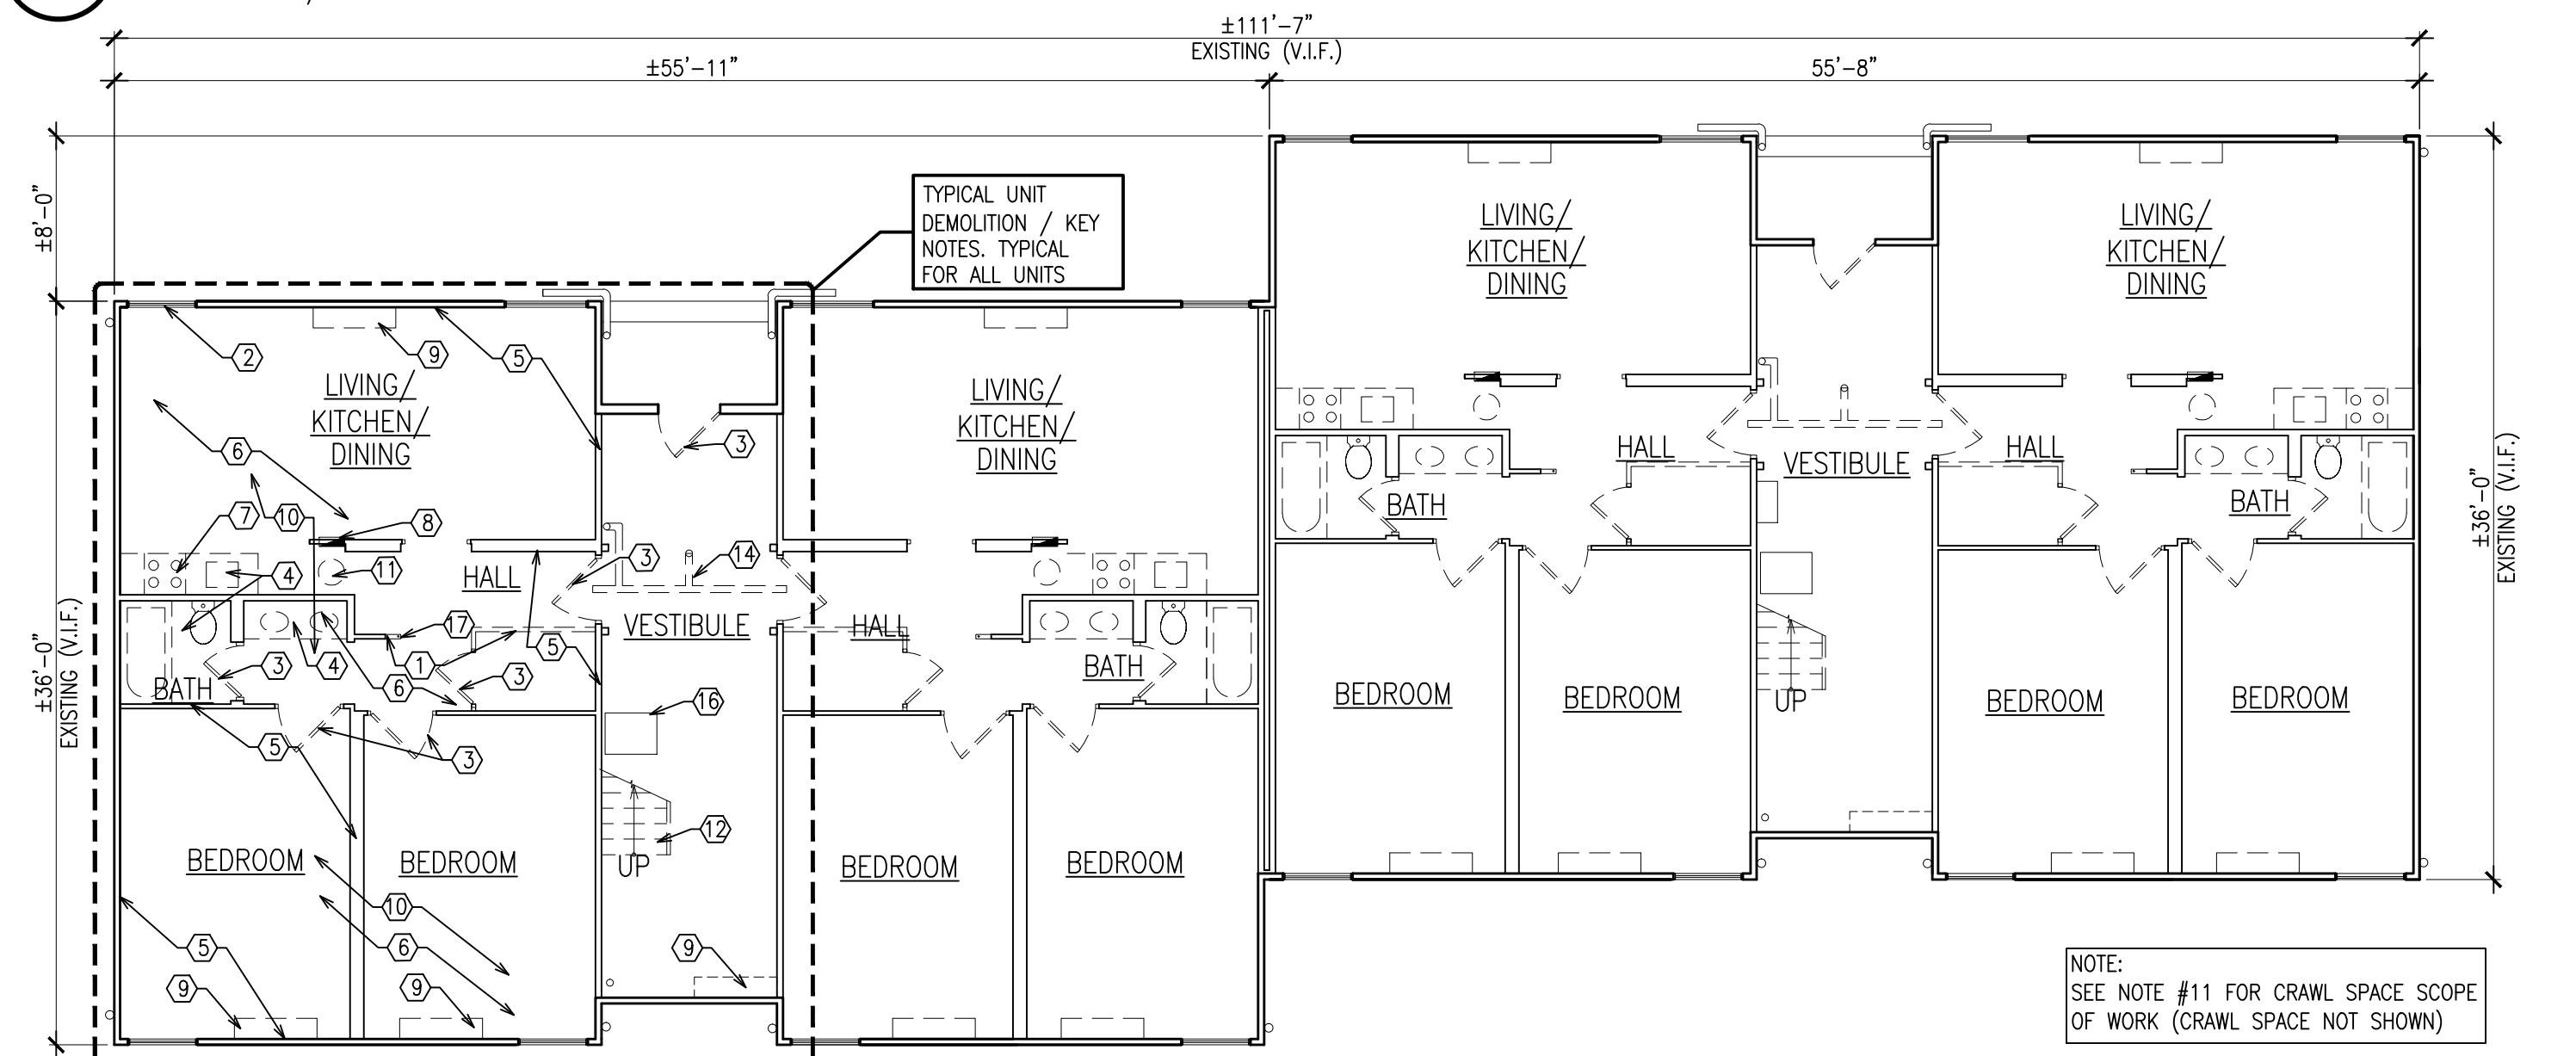 ±111'-7"
EXISTING (V.I.F.)
±55'-11"
55'-8"
±8'-0"
TYPICAL UNIT
DEMOLITION / KEY
NOTES. TYPICAL
FOR ALL UNITS
LIVING/
KITCHEN/
DINING
LIVING/
KITCHEN/
DINING
2
9
5
LIVING/
KITCHEN/
DINING
LIVING/
KITCHEN/
DINING
3
6
HALL
VESTIBULE
HALL
±36'-0"
EXISTING (V.I.F.)
7
10
8
BATH
BATH
3
14
4
11
HALL
17
VESTIBULE
HALL
3
4
1
5
BATH
3
6
BATH
16
BEDROOM
BEDROOM
UP
BEDROOM
BEDROOM
±36'-0"
EXISTING (V.I.F.)
5
3
12
BEDROOM
BEDROOM
UP
BEDROOM
BEDROOM
10
5
6
9
9
9
NOTE:
SEE NOTE #11 FOR CRAWL SPACE SCOPE
OF WORK (CRAWL SPACE NOT SHOWN)